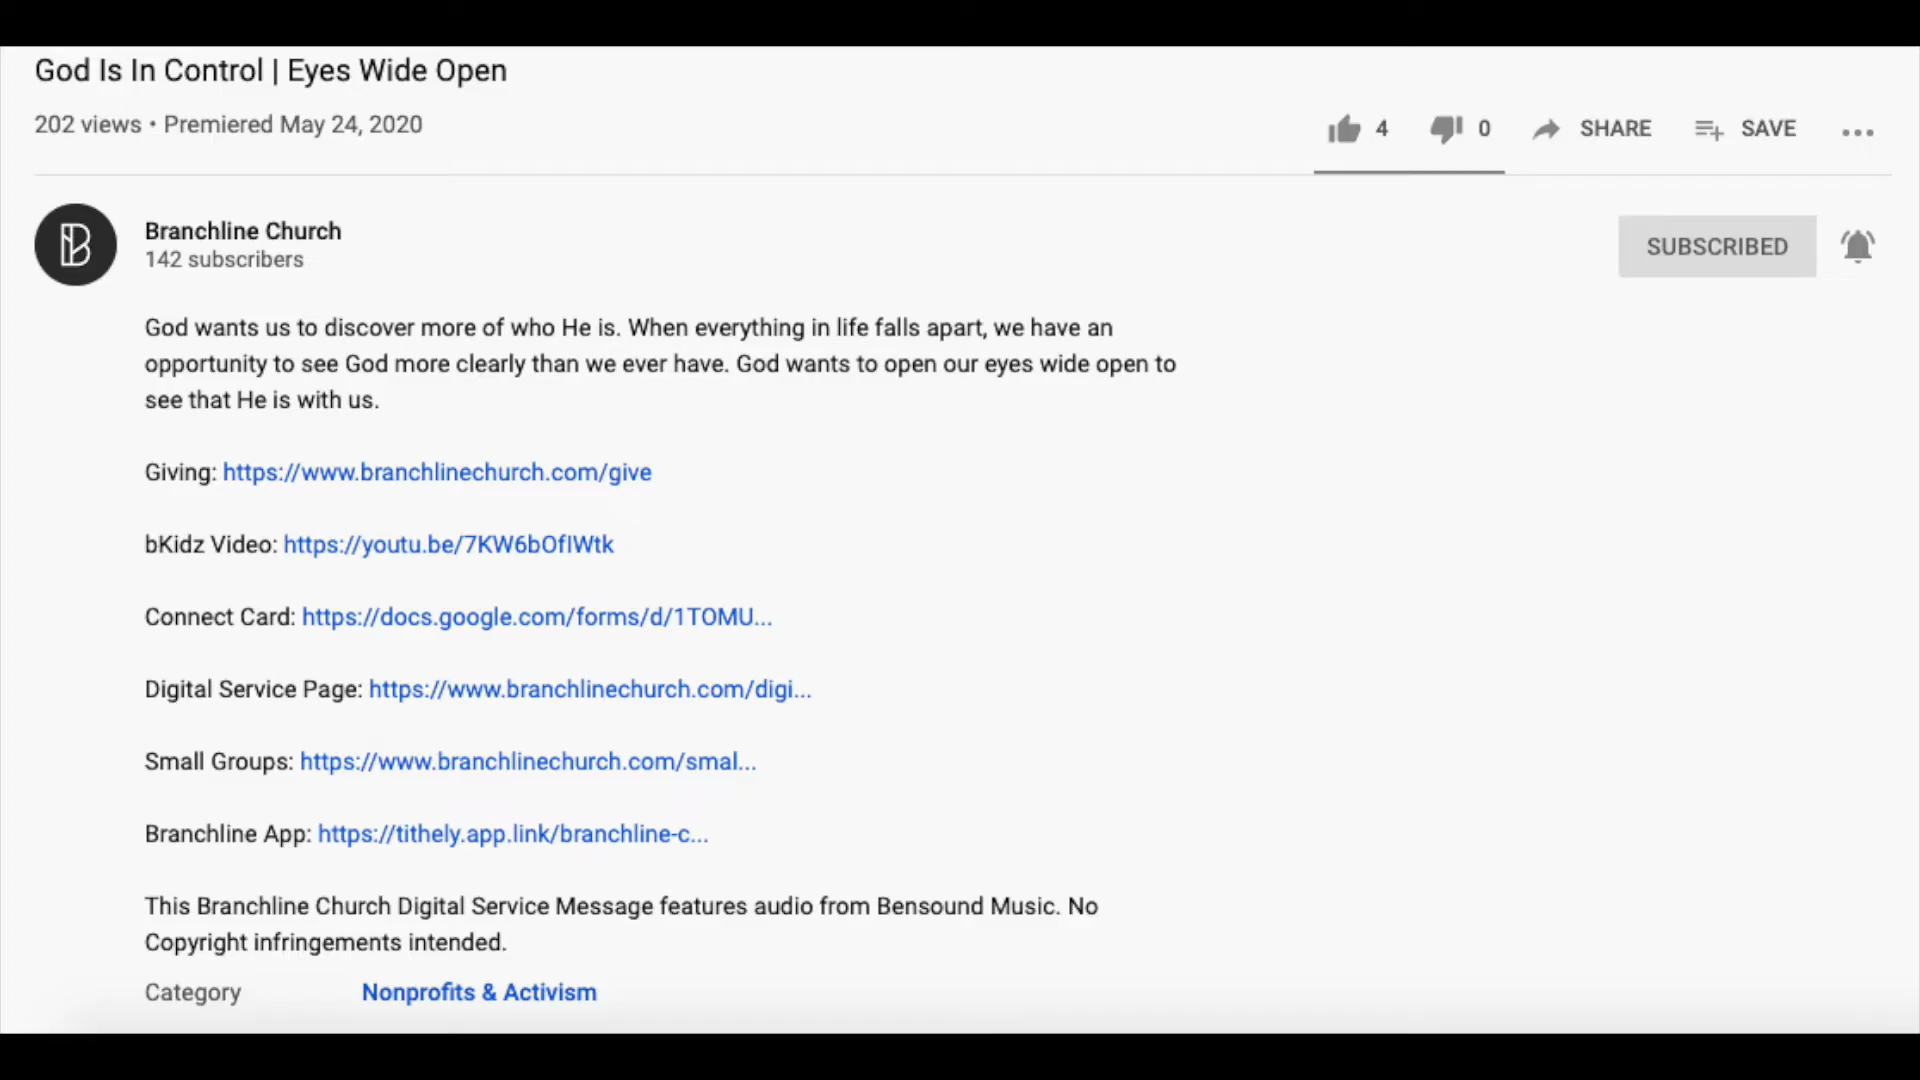 God Is In Control | Eyes Wide Open
202 views • Premiered May 24, 2020
4 0 SHARE SAVE
B
Branchline Church
142 subscribers
SUBSCRIBED
God wants us to discover more of who He is. When everything in life falls apart, we have an
opportunity to see God more clearly than we ever have. God wants to open our eyes wide open to
see that He is with us.
Giving: https://www.branchlinechurch.com/give
bKidz Video: https://youtu.be/7KW6bOfIWtk
Connect Card: https://docs.google.com/forms/d/1TOMU...
Digital Service Page: https://www.branchlinechurch.com/digi...
Small Groups: https://www.branchlinechurch.com/smal...
Branchline App: https://tithely.app.link/branchline-c...
This Branchline Church Digital Service Message features audio from Bensound Music. No
Copyright infringements intended.
Category Nonprofits & Activism